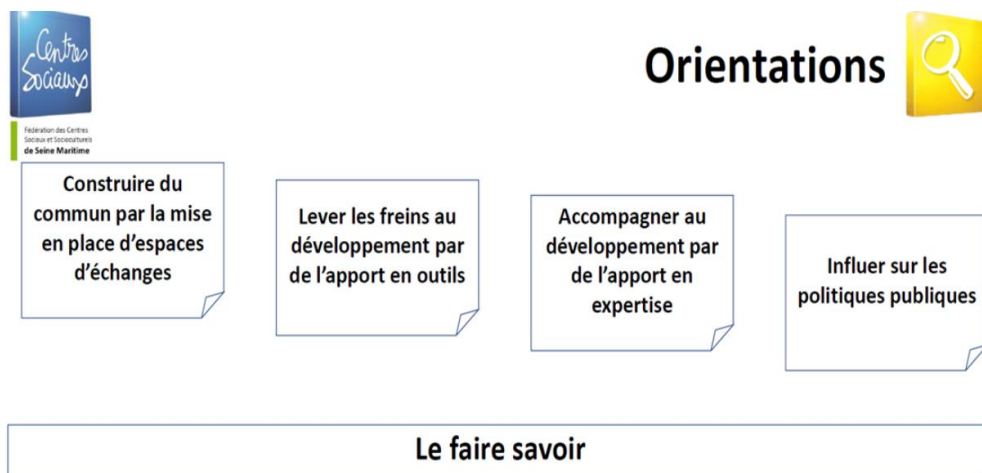 Centres
Sociaux
Fédération des Centres
Sociaux et Socioculturels
de Seine Maritime
Orientations
Construire du
commun par la mise
en place d'espaces
d'échanges
Lever les freins au
développement par
de l'apport en outils
Accompagner au
développement par
de l'apport en
expertise
Influer sur les
politiques publiques
Le faire savoir